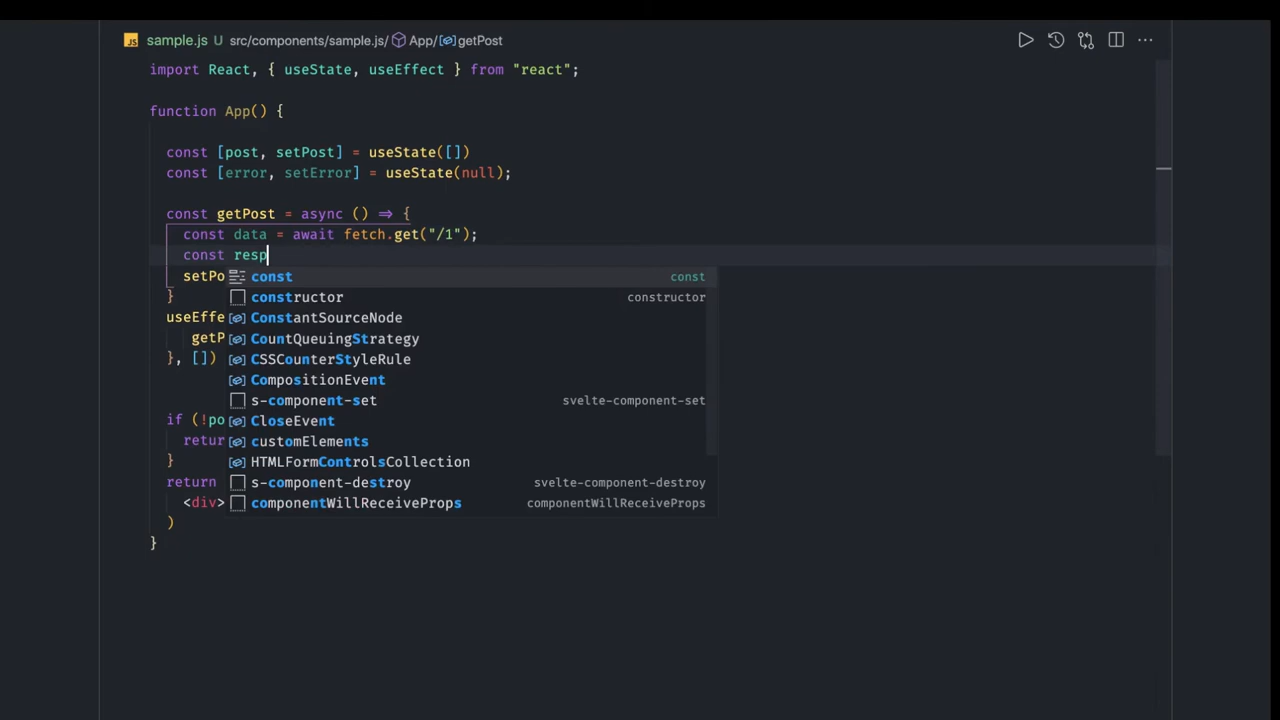 sample.js U src/components/sample.js/ App/ getPost
import React, { useState, useEffect } from "react";
function App() {
const [post, setPost] = useState([])
const [error, setError] = useState(null);
const getPost = async () => {
const data = await fetch.get("/1");
const resp
setPo
const const
}
constructor constructor
useEffe
ConstantSourceNode
getP
CountQueuingStrategy
}, [])
CSSCounterStyleRule
CompositionEvent
s-component-set svelte-component-set
if (!po
CloseEvent
retur
customElements
}
HTMLFormControlsCollection
return
s-component-destroy svelte-component-destroy
<div>
componentWillReceiveProps componentWillReceiveProps
)
}